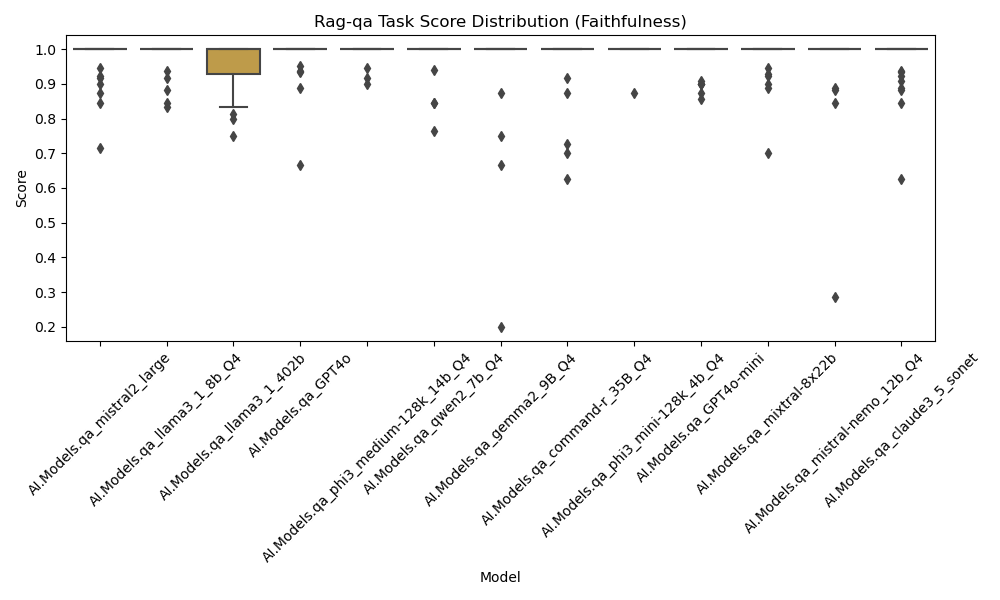 Rag-qa Task Score Distribution (Faithfulness)
1.0
0.9
0.8
0.7
0.6
0.5
0.4
0.3
0.2
Score
AI.Models.qa_mistral2_large
AI.Models.qa_llama3_1_8b_Q4
AI.Models.qa_llama3_1_402b
AI.Models.qa_GPT4o
AI.Models.qa_phi3_medium-128k_14b_Q4
AI.Models.qa_qwen2_7b_Q4
AI.Models.qa_gemma2_9B_Q4
AI.Models.qa_command-r_35B_Q4
AI.Models.qa_phi3_mini-128k_4b_Q4
AI.Models.qa_GPT4o-mini
AI.Models.qa_mixtral-8x22b
AI.Models.qa_mistral-nemo_12b_Q4
AI.Models.qa_claude3_5_sonet
Model